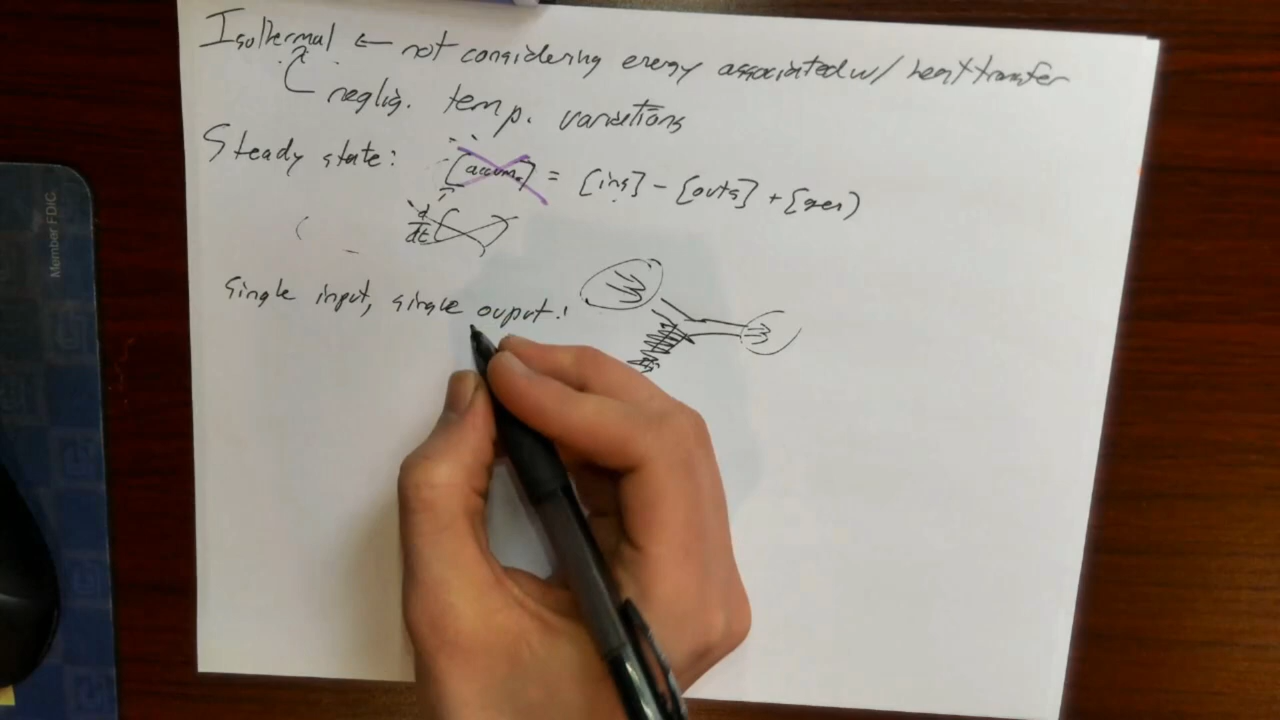 Isothermal ← not considering energy associated w/ heat transfer
neglig. temp. variations
Steady state: [accum.] = [ins] - [outs] + [gen]
d/dt( )
single input, single ouput:
Member FDIC